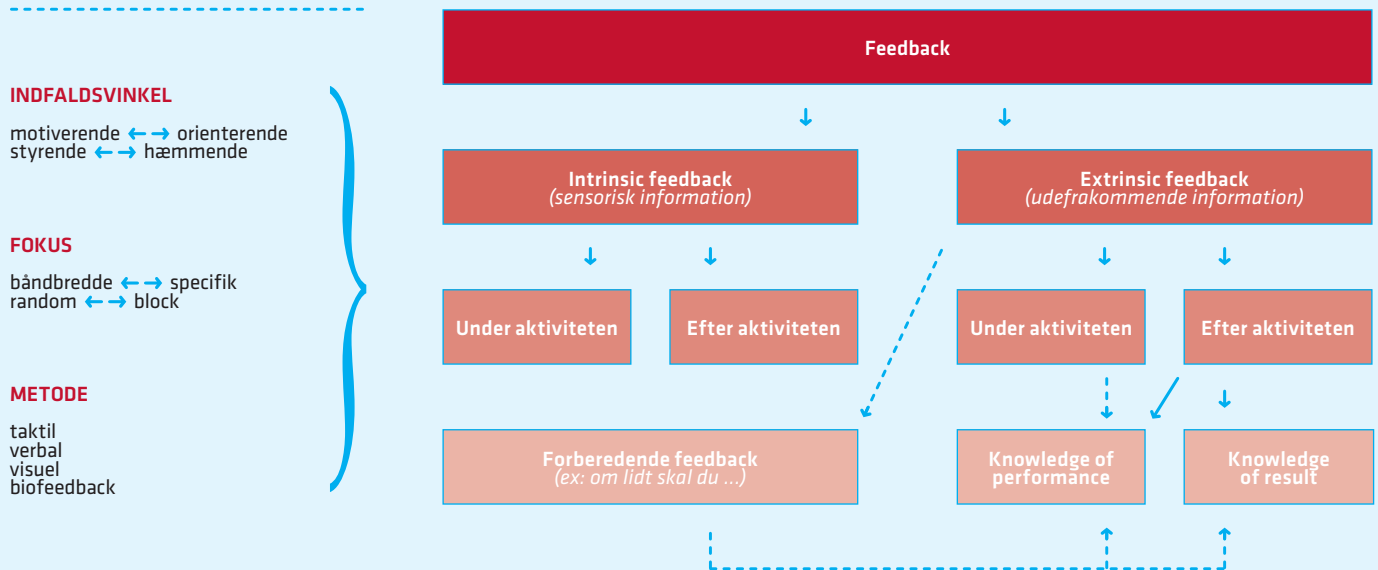 INDFALDSVINKEL
motiverende ←→ orienterende
styrende ←→ hæmmende
FOKUS
båndbredde ←→ specifik
random ←→ block
METODE
taktil
verbal
visuel
biofeedback
Feedback
Intrinsic feedback
(sensorisk information)
Extrinsic feedback
(udefrakommende information)
Under aktiviteten
Efter aktiviteten
Under aktiviteten
Efter aktiviteten
Forberedende feedback
(ex: om lidt skal du ...)
Knowledge of
performance
Knowledge
of result